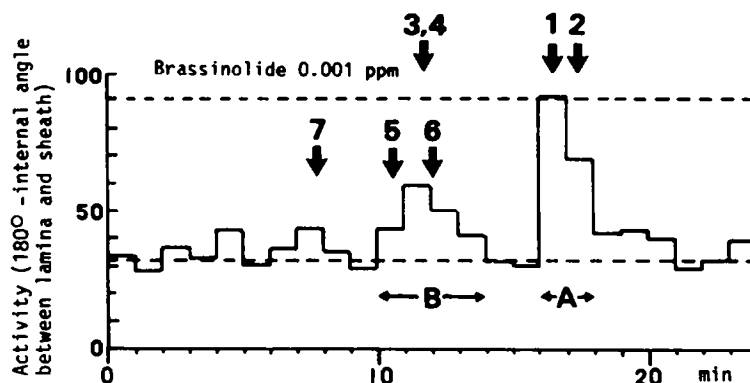 Activity (180° -internal angle
between lamina and sheath)
100
50
0
Brassinolide 0.001 ppm
3,4
1 2
7
5
6
B
A
0
10
20
min